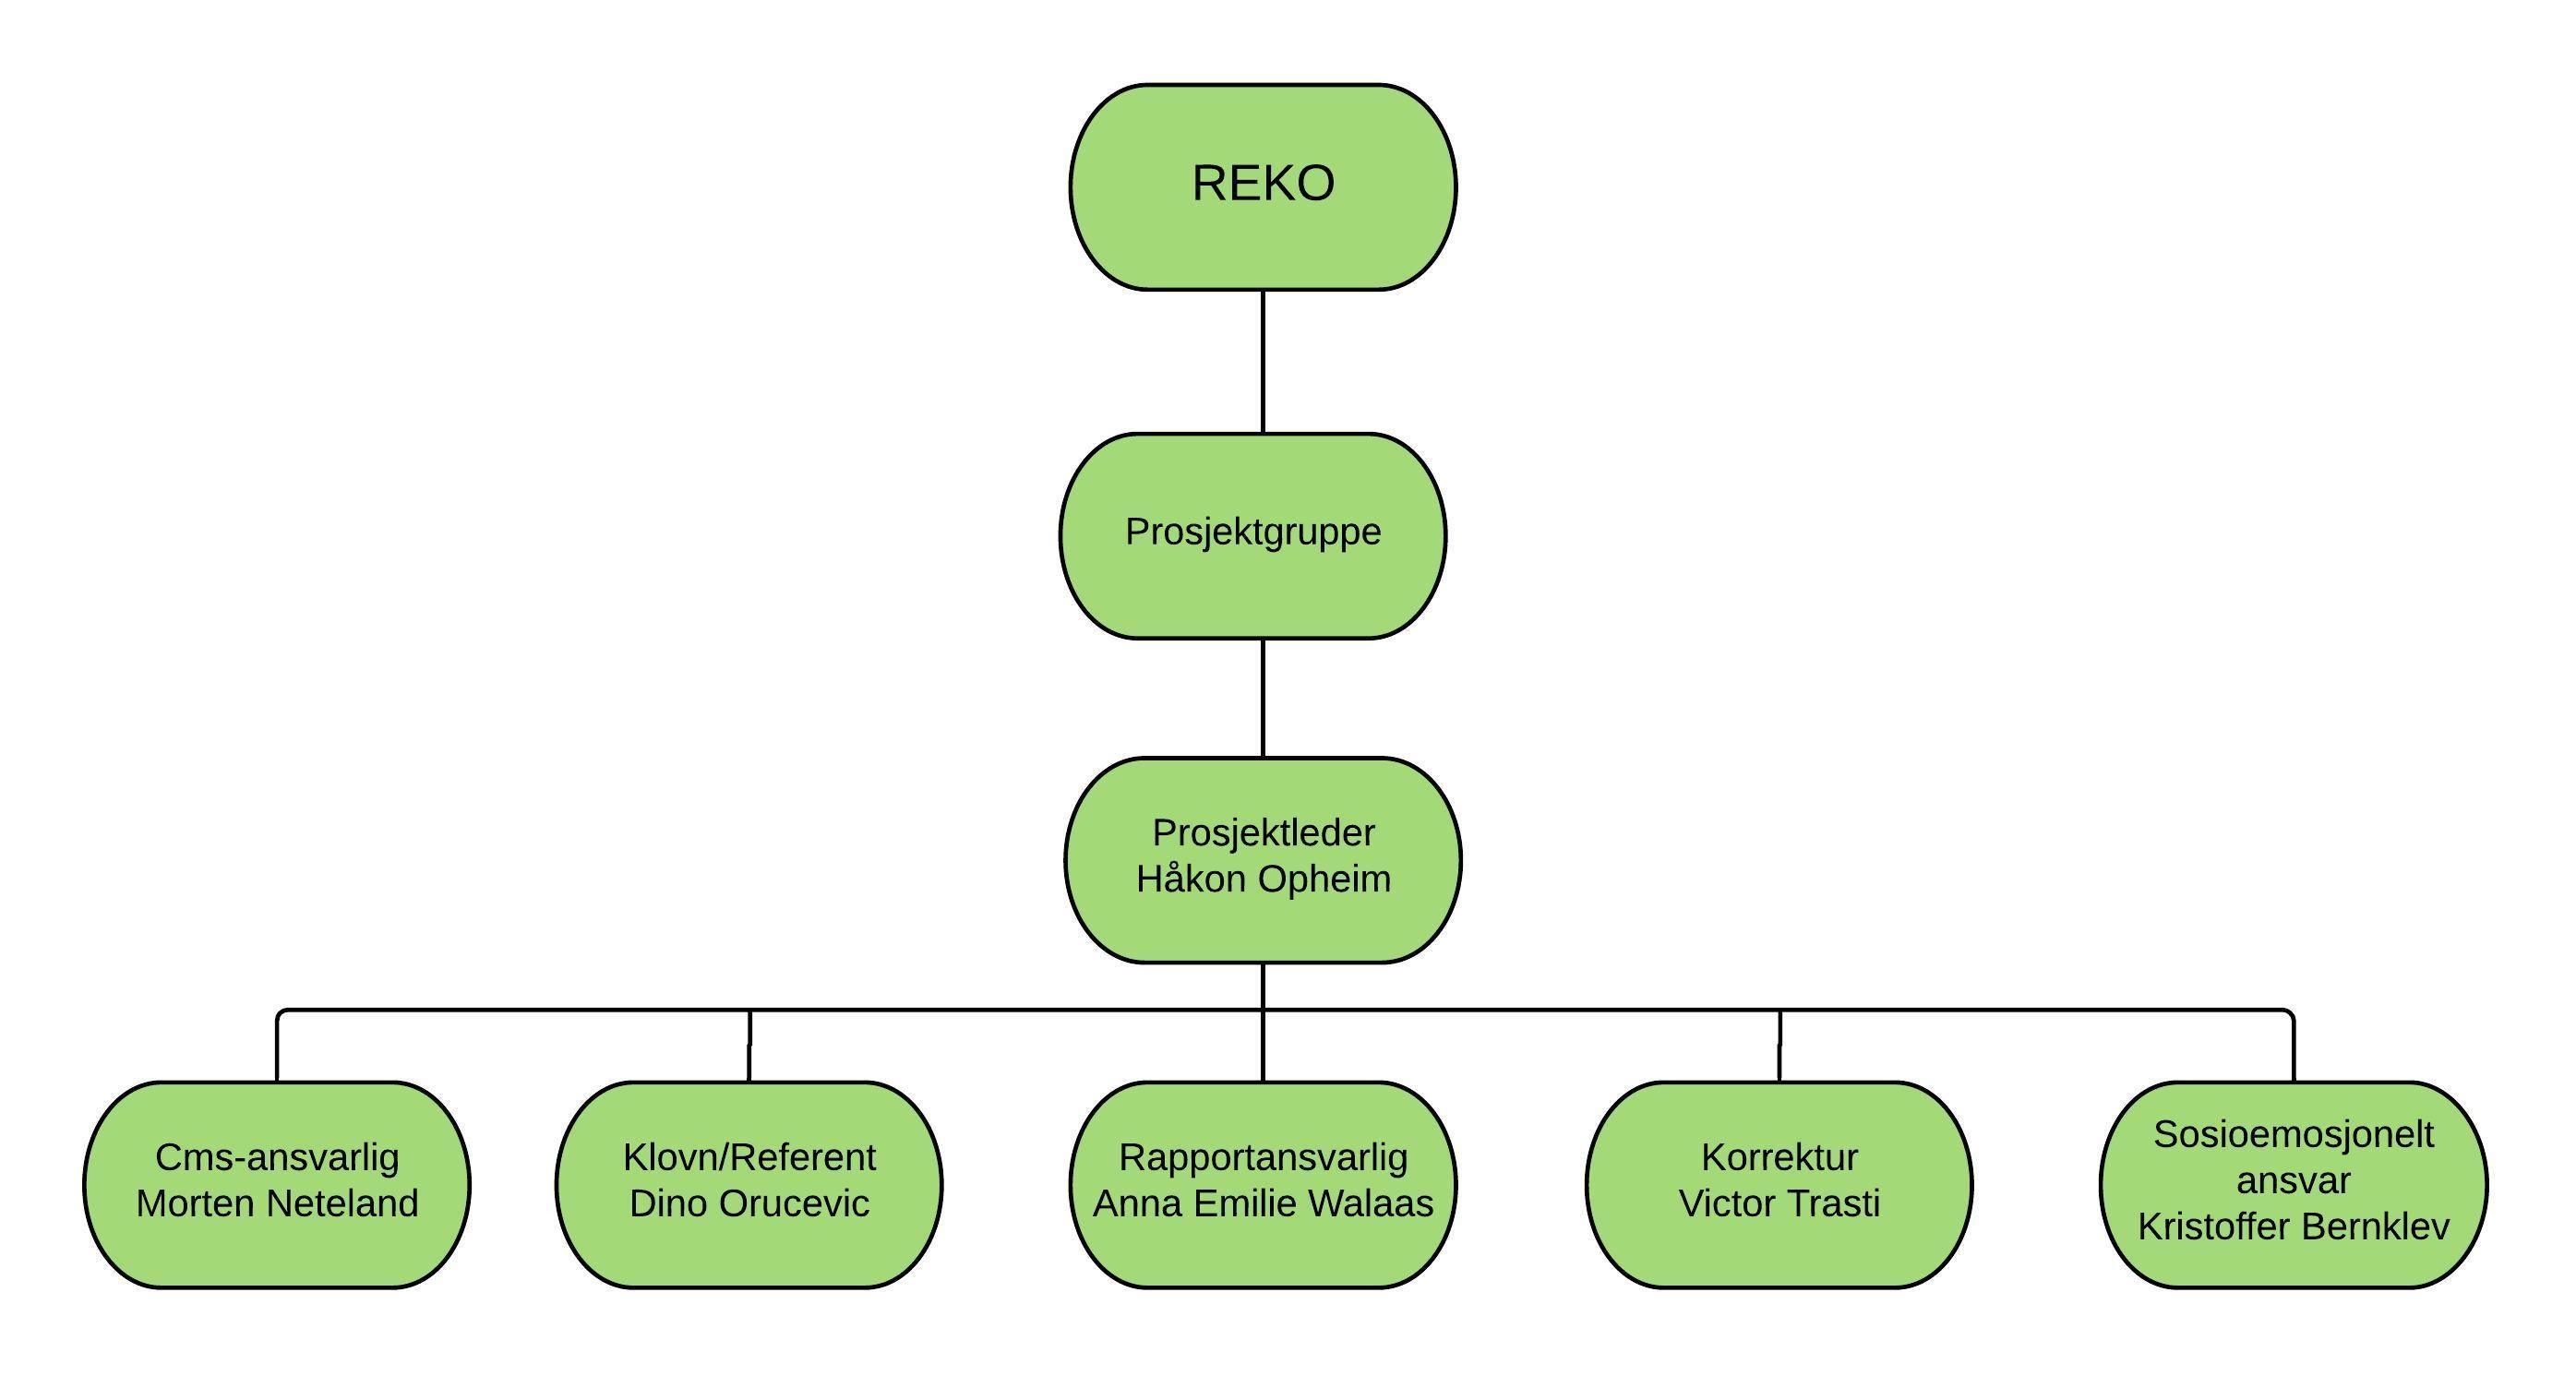 REKO
Prosjektgruppe
Prosjektleder
Håkon Opheim
Cms-ansvarlig
Morten Neteland
Klovn/Referent
Dino Orucevic
Rapportansvarlig
Anna Emilie Walaas
Korrektur
Victor Trasti
Sosioemosjonelt
ansvar
Kristoffer Bernklev